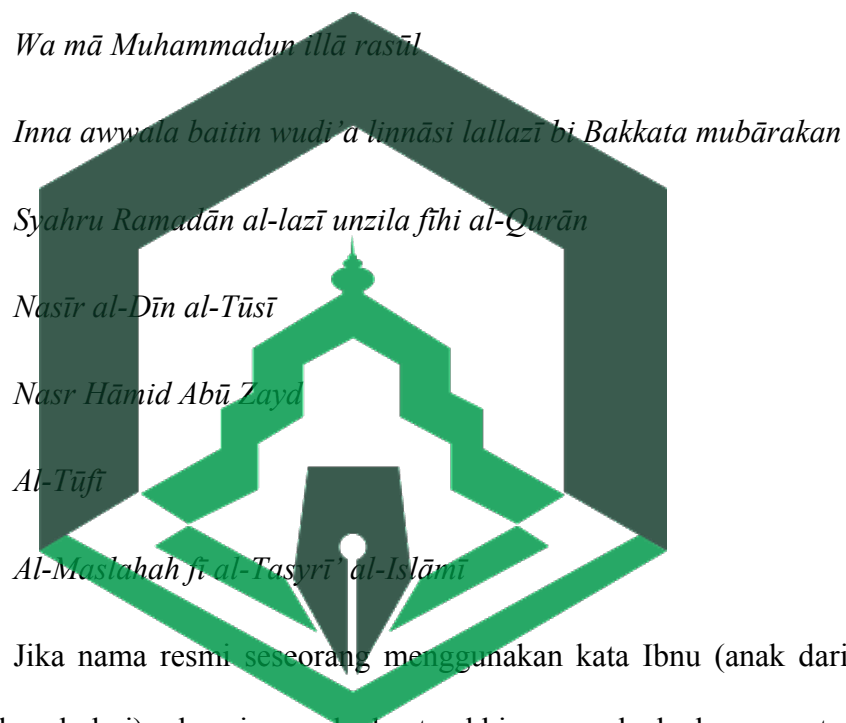 Wa mā Muhammadun illā rasūl
Inna awwala baitin wudi’a linnāsi lallazī bi Bakkata mubārakan
Syahru Ramadān al-lazī unzila fīhi al-Qurān
Nasīr al-Dīn al-Tūsī
Nasr Hāmid Abū Zayd
Al-Tūfī
Al-Maslahah fī al-Tasyrī’ al-Islāmī
Jika nama resmi seseorang menggunakan kata Ibnu (anak dari